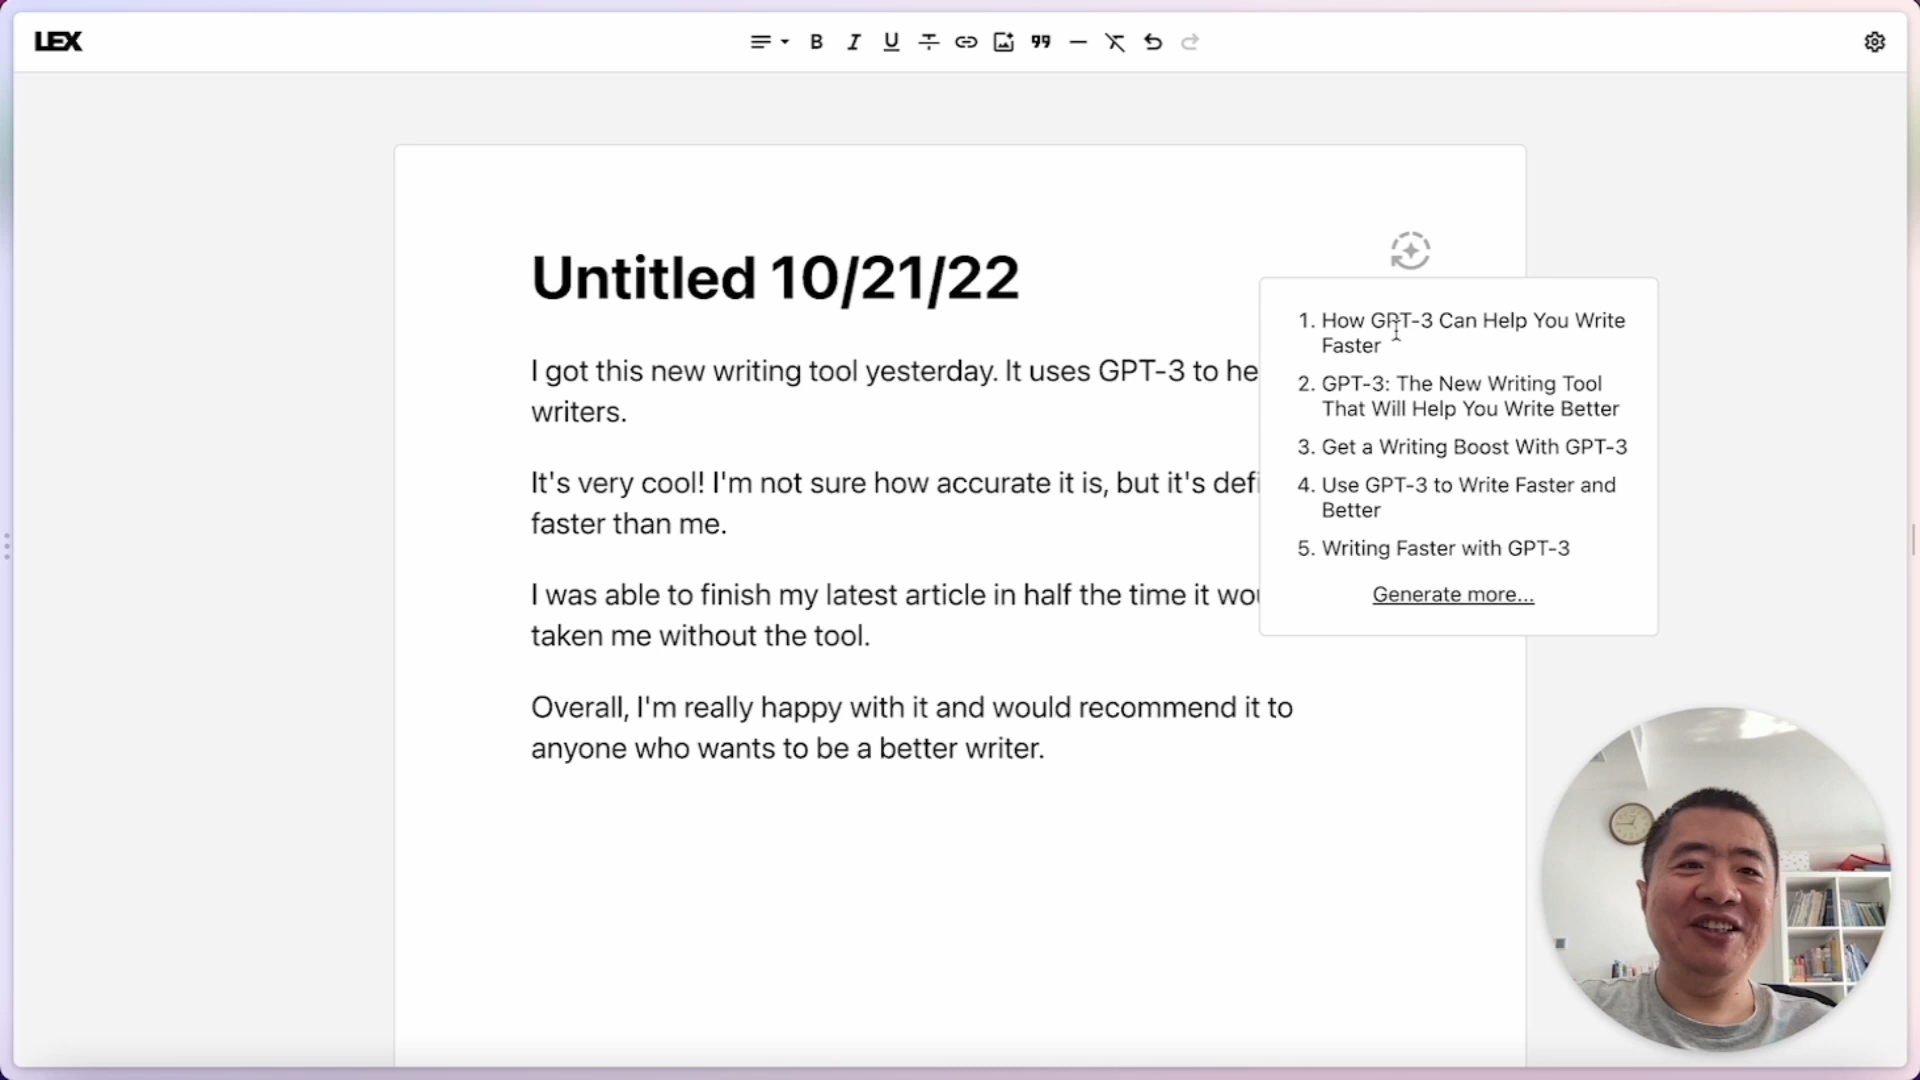 LEX
B I U
Untitled 10/21/22
I got this new writing tool yesterday. It uses GPT-3 to he
writers.
It's very cool! I'm not sure how accurate it is, but it's defi
faster than me.
I was able to finish my latest article in half the time it wou
taken me without the tool.
Overall, I'm really happy with it and would recommend it to
anyone who wants to be a better writer.
1. How GPT-3 Can Help You Write
Faster
2. GPT-3: The New Writing Tool
That Will Help You Write Better
3. Get a Writing Boost With GPT-3
4. Use GPT-3 to Write Faster and
Better
5. Writing Faster with GPT-3
Generate more...